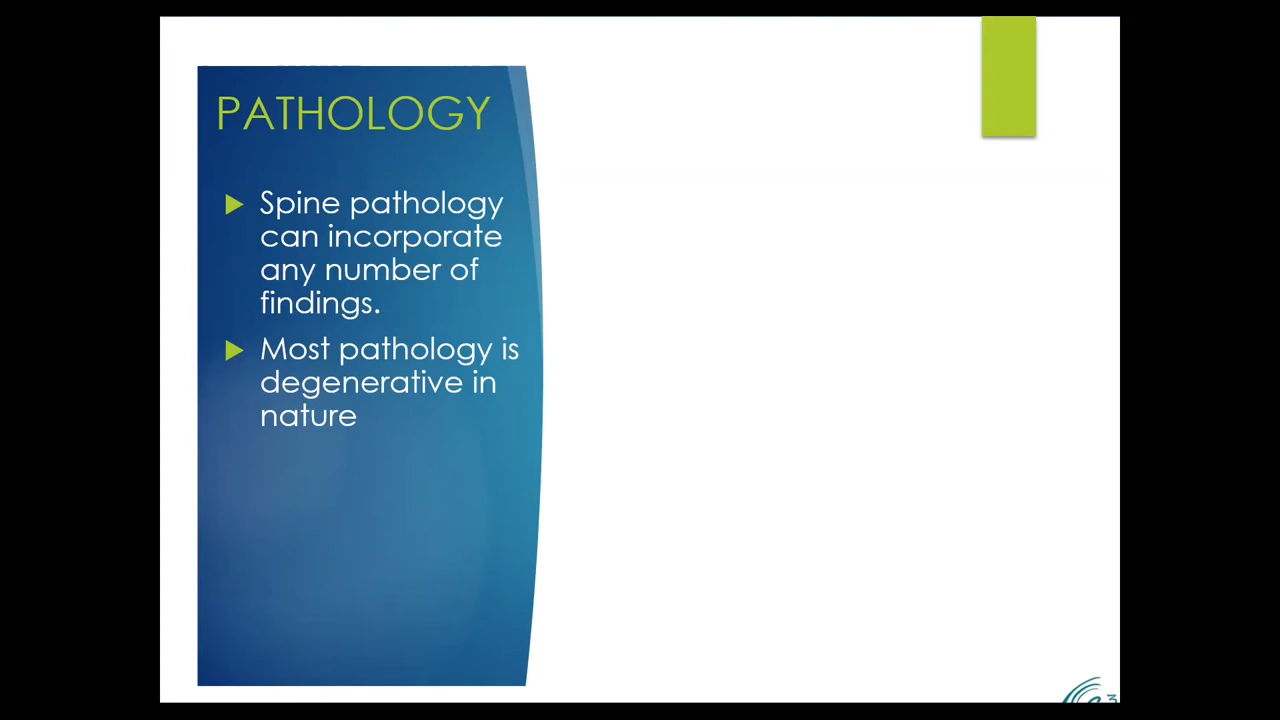 PATHOLOGY
Spine pathology
can incorporate
any number of
findings.
Most pathology is
degenerative in
nature